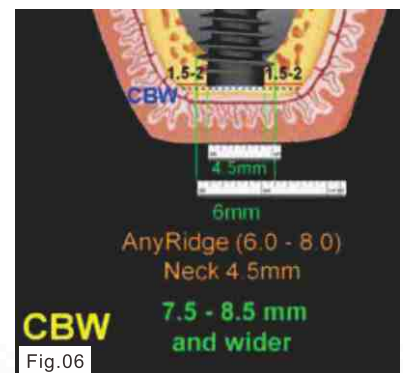 1.5-2 1.5-2
CBW
4.5mm
6mm
AnyRidge (6.0 - 8 0)
Neck 4 5mm
7.5 - 8.5 mm
CBW
and wider
Fig.06